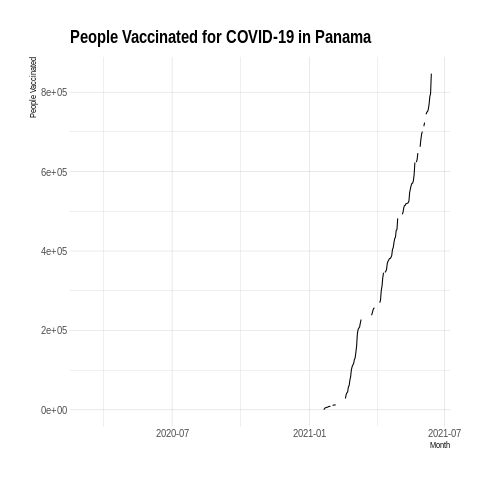 People Vaccinated for COVID-19 in Panama
People Vaccinated
8e+05
6e+05
4e+05
2e+05
0e+00
2020-07
2021-01
2021-07
Month